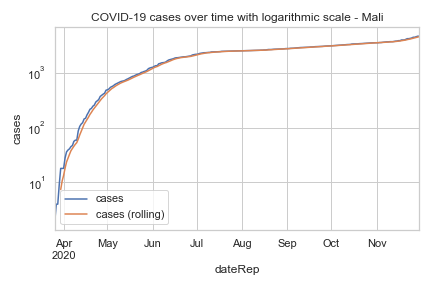 COVID-19 cases over time with logarithmic scale - Mali
cases
10³
10²
10¹
cases
cases (rolling)
Apr May Jun Jul Aug Sep Oct Nov
2020
dateRep